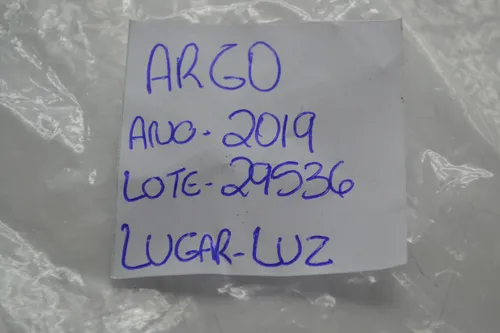 ARGO
ANO- 2019
LOTE-29536
LUGAR-LUZ